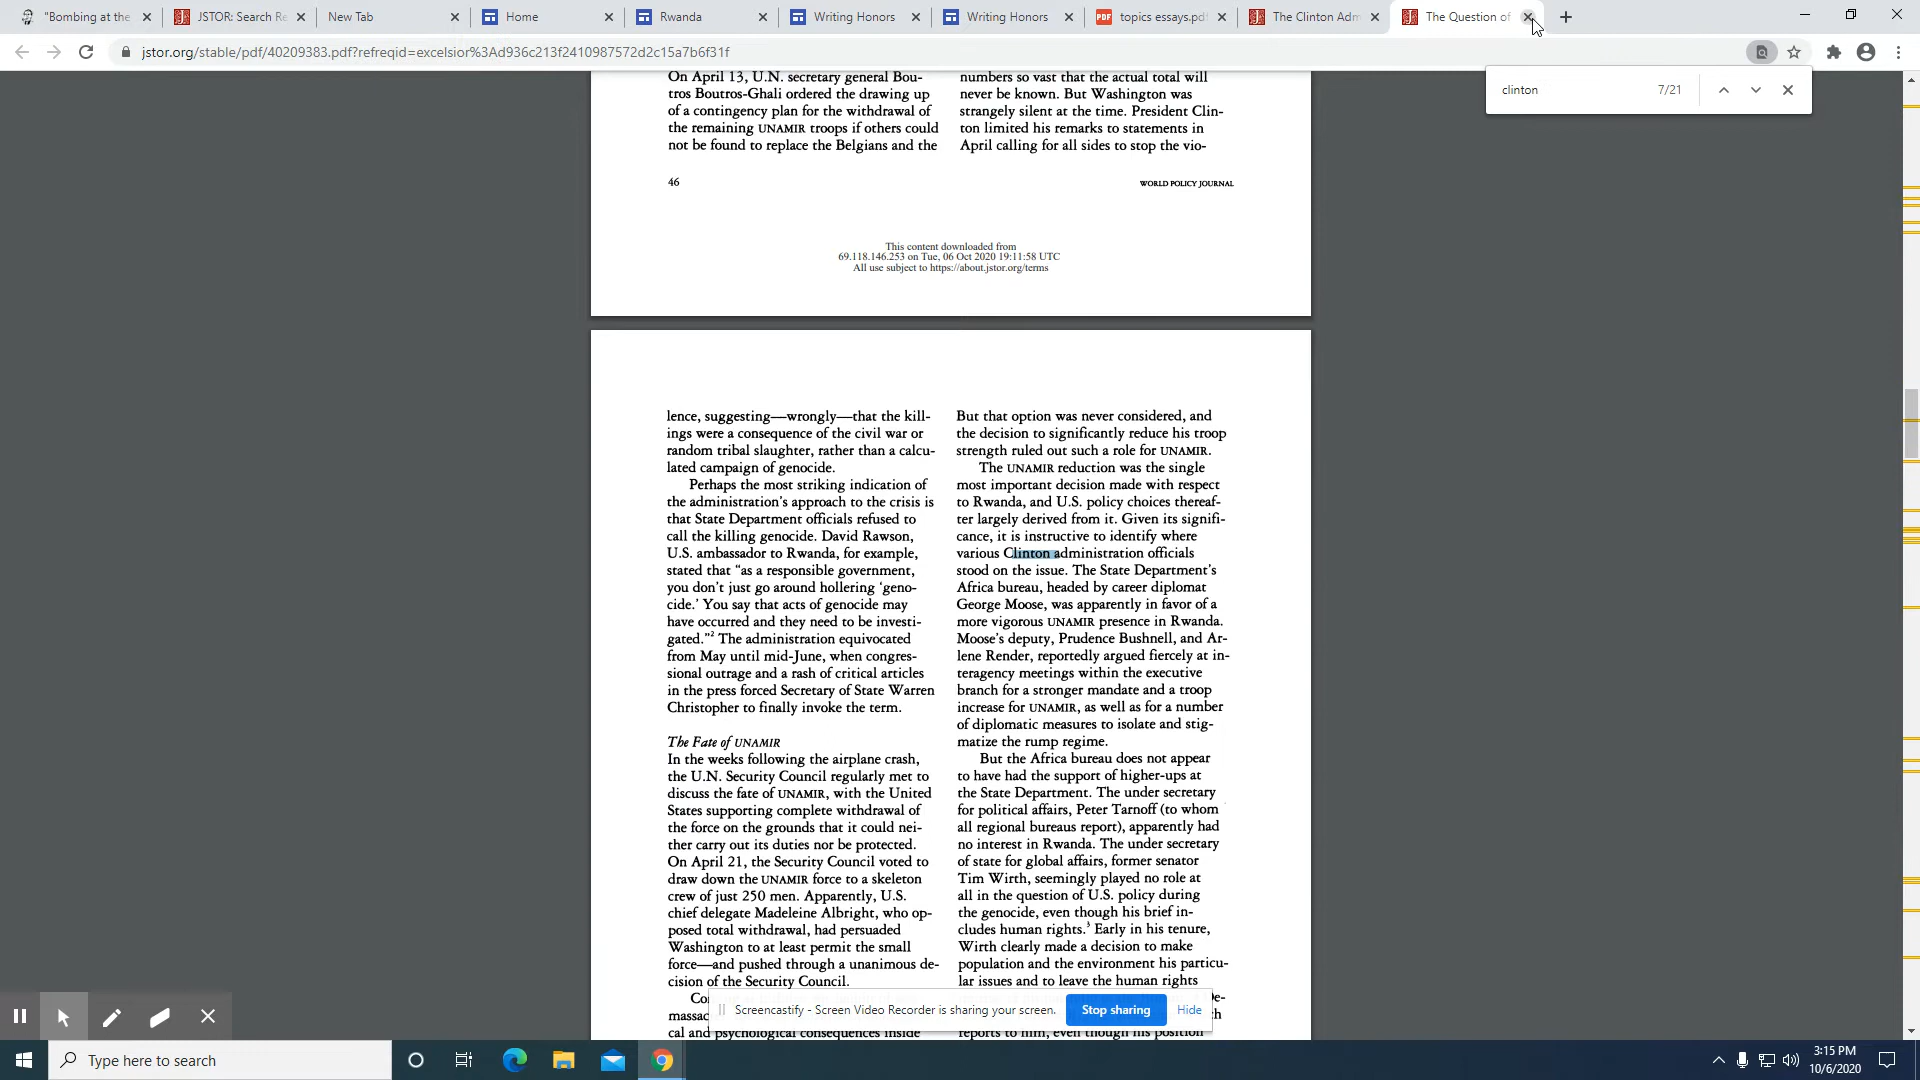 "Bombing at the
JSTOR: Search Re
New Tab
Home
Rwanda
Writing Honors
Writing Honors
PDF
topics essays.pdf
The Clinton Adm
The Question of
jstor.org/stable/pdf/40209383.pdf?refreqid=excelsior%3Ad936c213f2410987572d2c15a7b6f31f
clinton
7/21
On April 13, U.N. secretary general Bou-
tros Boutros-Ghali ordered the drawing up
of a contingency plan for the withdrawal of
the remaining UNAMIR troops if others could
not be found to replace the Belgians and the
numbers so vast that the actual total will
never be known. But Washington was
strangely silent at the time. President Clin-
ton limited his remarks to statements in
April calling for all sides to stop the vio-
46
WORLD POLICY JOURNAL
This content downloaded from
69.118.146.253 on Tue, 06 Oct 2020 19:11:58 UTC
All use subject to https://about.jstor.org/terms
lence, suggesting—wrongly—that the kill-
ings were a consequence of the civil war or
random tribal slaughter, rather than a calcu-
lated campaign of genocide.
Perhaps the most striking indication of
the administration's approach to the crisis is
that State Department officials refused to
call the killing genocide. David Rawson,
U.S. ambassador to Rwanda, for example,
stated that "as a responsible government,
you don't just go around hollering 'geno-
cide.' You say that acts of genocide may
have occurred and they need to be investi-
gated."2 The administration equivocated
from May until mid-June, when congres-
sional outrage and a rash of critical articles
in the press forced Secretary of State Warren
Christopher to finally invoke the term.
The Fate of UNAMIR
In the weeks following the airplane crash,
the U.N. Security Council regularly met to
discuss the fate of UNAMIR, with the United
States supporting complete withdrawal of
the force on the grounds that it could nei-
ther carry out its duties nor be protected.
On April 21, the Security Council voted to
draw down the UNAMIR force to a skeleton
crew of just 250 men. Apparently, U.S.
chief delegate Madeleine Albright, who op-
posed total withdrawal, had persuaded
Washington to at least permit the small
force—and pushed through a unanimous de-
cision of the Security Council.
massac
cal and psychological consequences inside
But that option was never considered, and
the decision to significantly reduce his troop
strength ruled out such a role for UNAMIR.
The UNAMIR reduction was the single
most important decision made with respect
to Rwanda, and U.S. policy choices thereaf-
ter largely derived from it. Given its signifi-
cance, it is instructive to identify where
various Clinton administration officials
stood on the issue. The State Department's
Africa bureau, headed by career diplomat
George Moose, was apparently in favor of a
more vigorous UNAMIR presence in Rwanda.
Moose's deputy, Prudence Bushnell, and Ar-
lene Render, reportedly argued fiercely at in-
teragency meetings within the executive
branch for a stronger mandate and a troop
increase for UNAMIR, as well as for a number
of diplomatic measures to isolate and stig-
matize the rump regime.
But the Africa bureau does not appear
to have had the support of higher-ups at
the State Department. The under secretary
for political affairs, Peter Tarnoff (to whom
all regional bureaus report), apparently had
no interest in Rwanda. The under secretary
of state for global affairs, former senator
Tim Wirth, seemingly played no role at
all in the question of U.S. policy during
the genocide, even though his brief in-
cludes human rights.3 Early in his tenure,
Wirth clearly made a decision to make
population and the environment his particu-
lar issues and to leave the human rights
reports to him, even though his position
Screencastify - Screen Video Recorder is sharing your screen.
Stop sharing
Hide
Type here to search
3:15 PM
10/6/2020